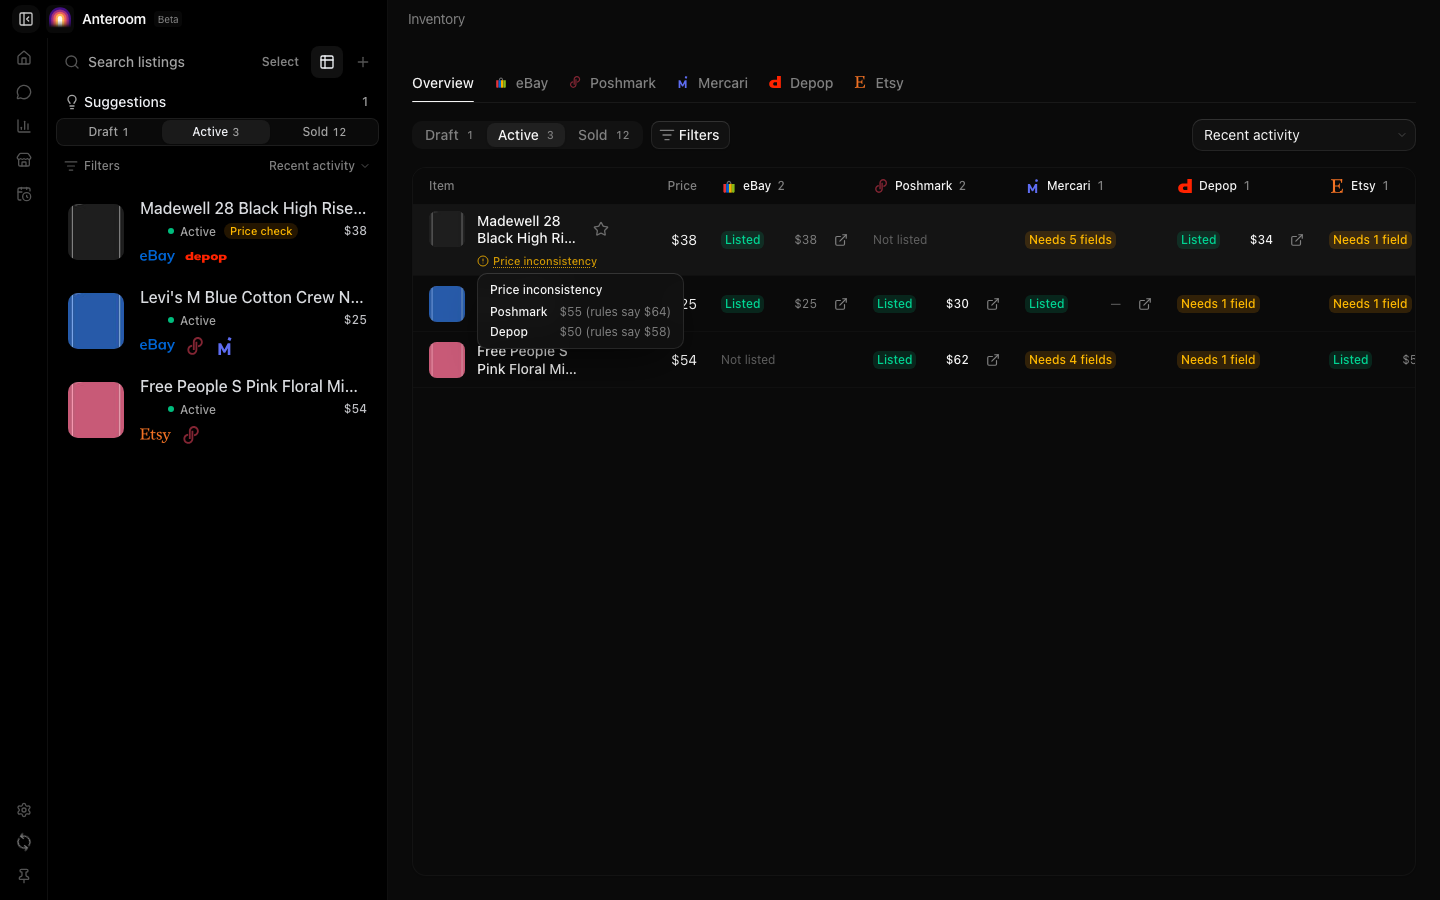 Anteroom Beta
Search listings Select
Suggestions 1
Draft 1 Active 3 Sold 12
Filters Recent activity
Madewell 28 Black High Rise...
Active Price check $38
eBay depop
Levi's M Blue Cotton Crew N...
Active $25
eBay
Free People S Pink Floral Mi...
Active $54
Etsy
Inventory
Overview eBay Poshmark Mercari Depop Etsy
Draft 1 Active 3 Sold 12 Filters Recent activity
Item Price eBay 2 Poshmark 2 Mercari 1 Depop 1 Etsy 1
Madewell 28
Black High Ri...
$38 Listed $38 Not listed Needs 5 fields Listed $34 Needs 1 field
Price inconsistency
Price inconsistency
Poshmark $55 (rules say $64)
Depop $50 (rules say $58)
25 Listed $25 Listed $30 Listed — Needs 1 field Needs 1 field
Free People S
Pink Floral Mi...
$54 Not listed Listed $62 Needs 4 fields Needs 1 field Listed